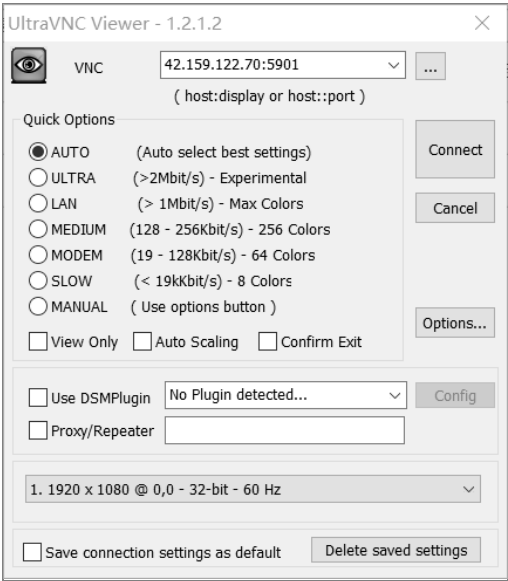 UltraVNC Viewer - 1.2.1.2
VNC 42.159.122.70:5901 ...
( host:display or host::port )
Quick Options
AUTO (Auto select best settings)
ULTRA (>2Mbit/s) - Experimental
LAN (> 1Mbit/s) - Max Colors
MEDIUM (128 - 256Kbit/s) - 256 Colors
MODEM (19 - 128Kbit/s) - 64 Colors
SLOW (< 19kKbit/s) - 8 Colors
MANUAL ( Use options button )
View Only Auto Scaling Confirm Exit
Connect
Cancel
Options...
Use DSMPlugin No Plugin detected... Config
Proxy/Repeater
1. 1920 x 1080 @ 0,0 - 32-bit - 60 Hz
Save connection settings as default Delete saved settings